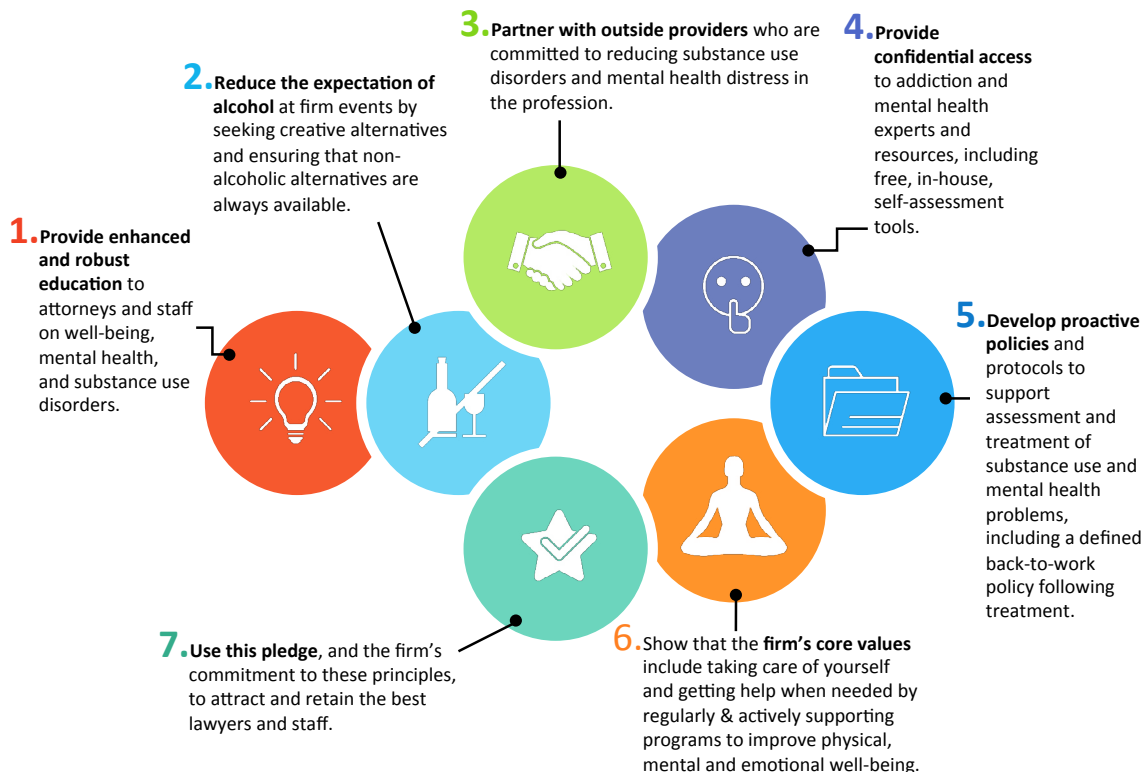 1. Provide enhanced
and robust
education to
attorneys and staff
on well-being,
mental health,
and substance use
disorders.
2. Reduce the expectation of
alcohol at firm events by
seeking creative alternatives
and ensuring that non-
alcoholic alternatives are
always available.
3. Partner with outside providers who are
committed to reducing substance use
disorders and mental health distress in
the profession.
4. Provide
confidential access
to addiction and
mental health
experts and
resources, including
free, in-house,
self-assessment
tools.
5. Develop proactive
policies and
protocols to
support
assessment and
treatment of
substance use and
mental health
problems,
including a defined
back-to-work
policy following
treatment.
6. Show that the firm's core values
include taking care of yourself
and getting help when needed by
regularly & actively supporting
programs to improve physical,
mental and emotional well-being.
7. Use this pledge, and the firm's
commitment to these principles,
to attract and retain the best
lawyers and staff.